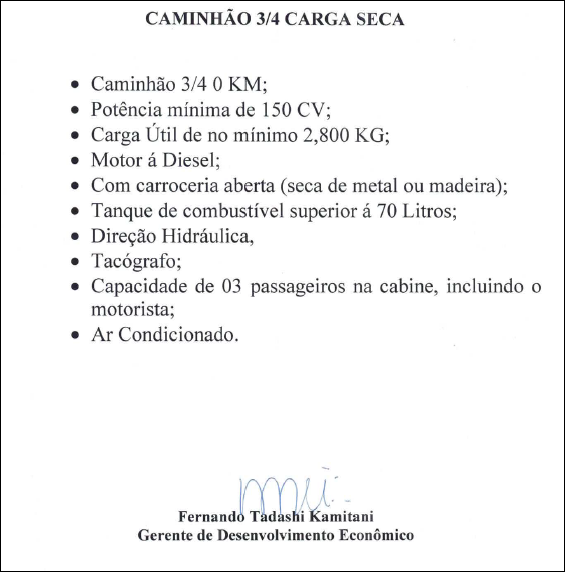 CAMINHÃO 3/4 CARGA SECA
• Caminhão 3/4 0 KM;
• Potência mínima de 150 CV;
• Carga Útil de no mínimo 2,800 KG;
• Motor á Diesel;
• Com carroceria aberta (seca de metal ou madeira);
• Tanque de combustível superior á 70 Litros;
• Direção Hidráulica,
• Tacógrafo;
• Capacidade de 03 passageiros na cabine, incluindo o
motorista;
• Ar Condicionado.
Fernando Tadashi Kamitani
Gerente de Desenvolvimento Econômico